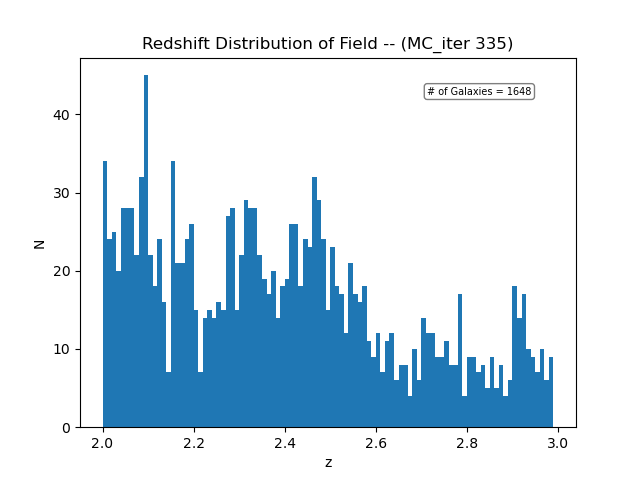 Redshift Distribution of Field -- (MC_iter 335)
# of Galaxies = 1648
N
40
30
20
10
0
2.0 2.2 2.4 2.6 2.8 3.0
z